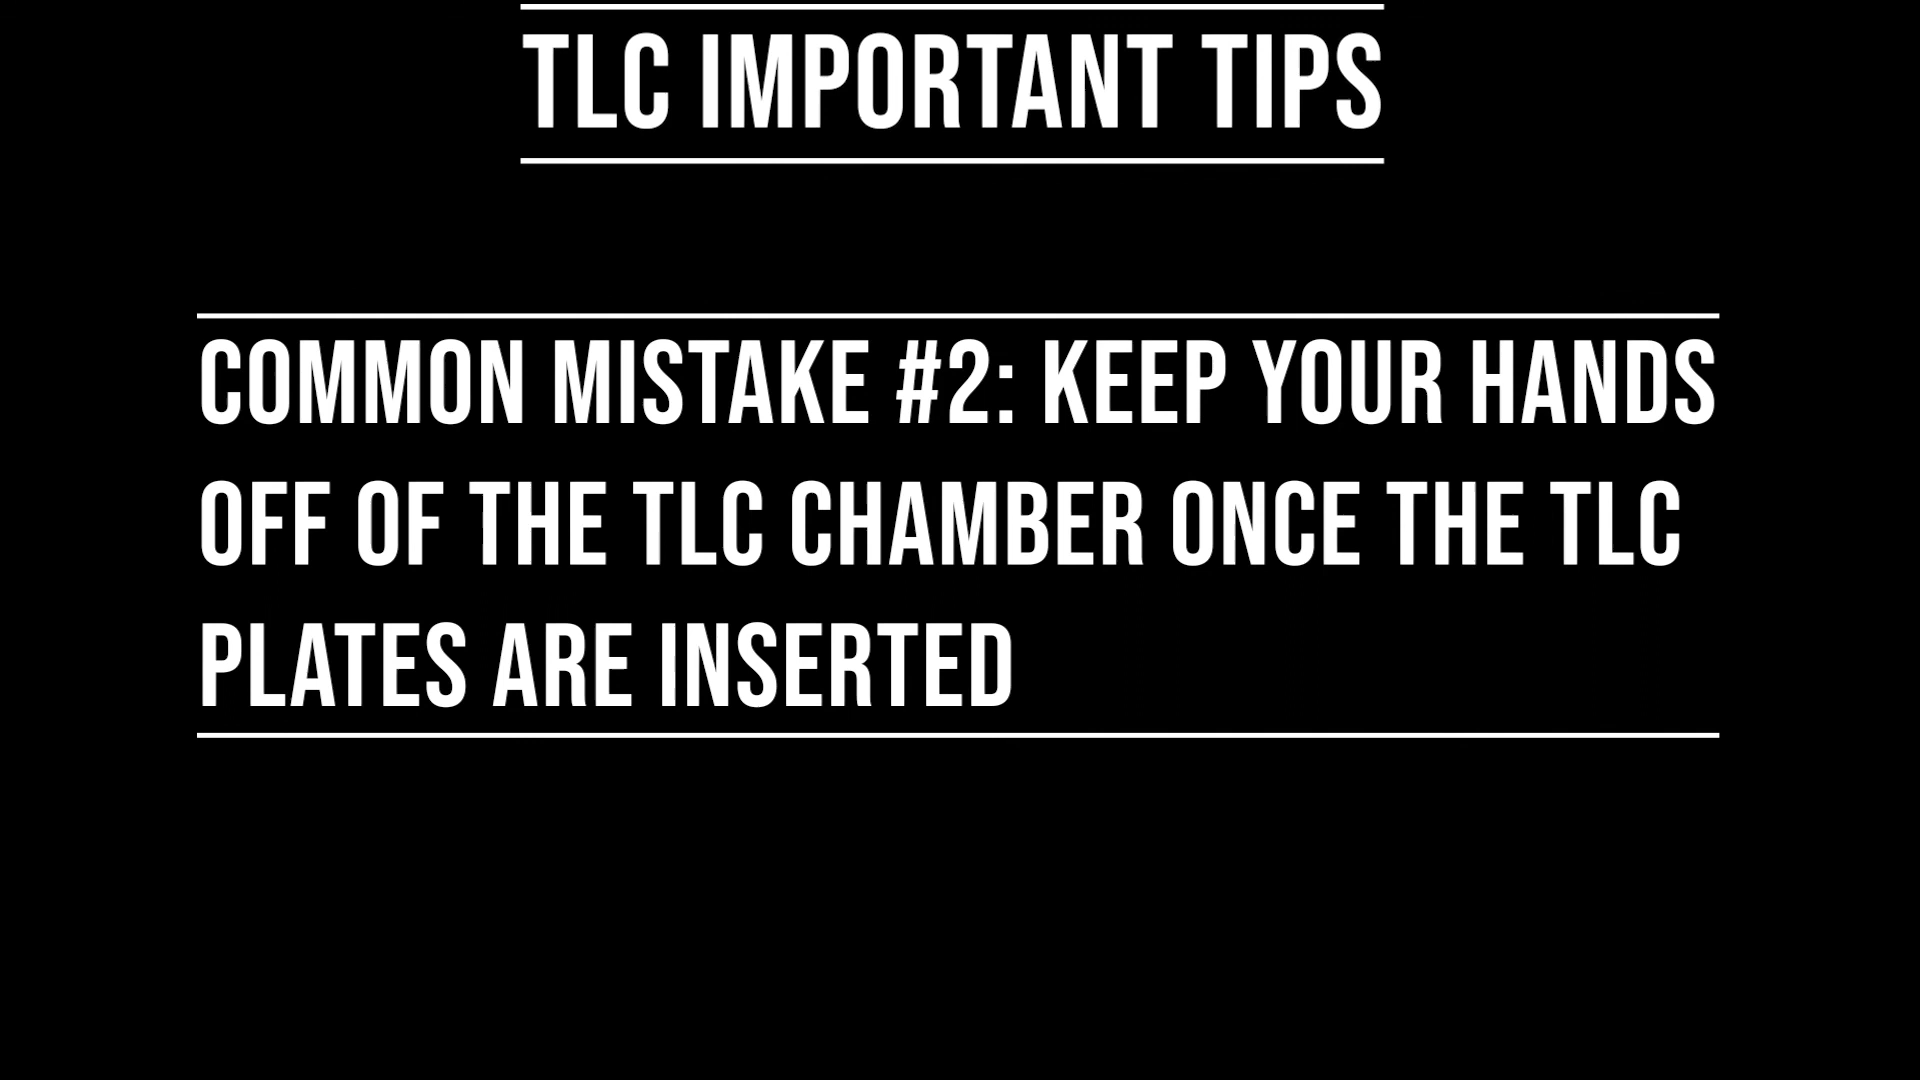 TLC IMPORTANT TIPS
COMMON MISTAKE #2: KEEP YOUR HANDS
OFF OF THE TLC CHAMBER ONCE THE TLC
PLATES ARE INSERTED